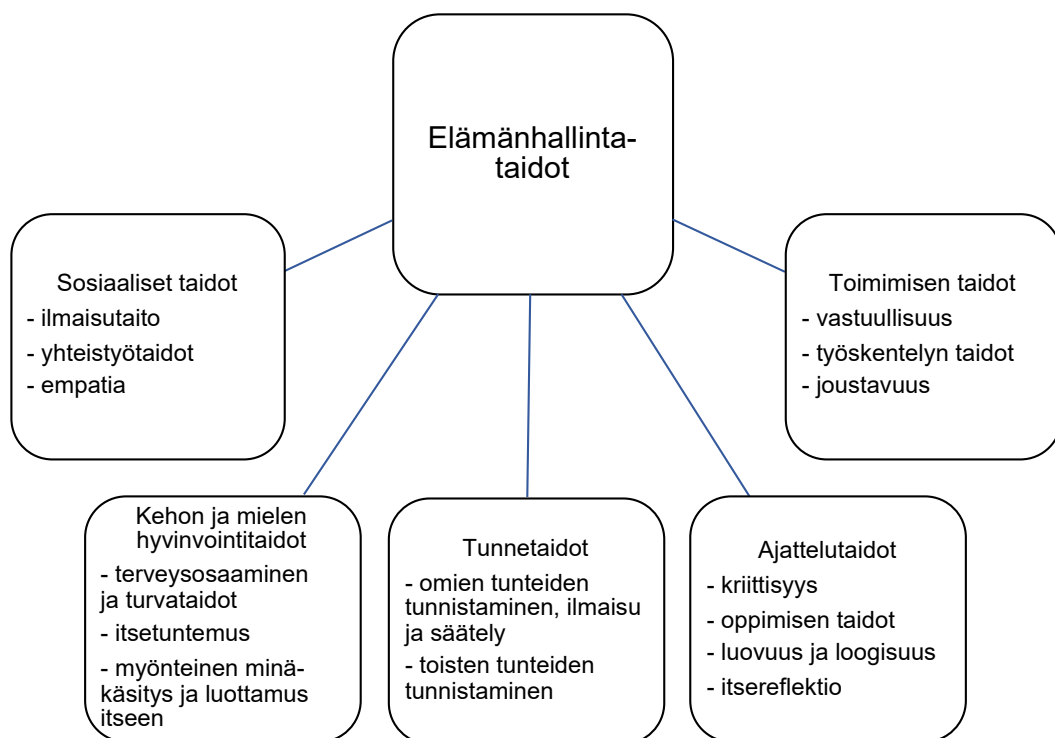 Elämänhallinta-
taidot
Sosiaaliset taidot
- ilmaisutaito
- yhteistyötaidot
- empatia
Toimimisen taidot
- vastuullisuus
- työskentelyn taidot
- joustavuus
Kehon ja mielen
hyvinvointitaidot
- terveysosaaminen
ja turvataidot
- itsetuntemus
- myönteinen minä-
käsitys ja luottamus
itseen
Tunnetaidot
- omien tunteiden
tunnistaminen, ilmaisu
ja säätely
- toisten tunteiden
tunnistaminen
Ajattelutaidot
- kriittisyys
- oppimisen taidot
- luovuus ja loogisuus
- itsereflektio